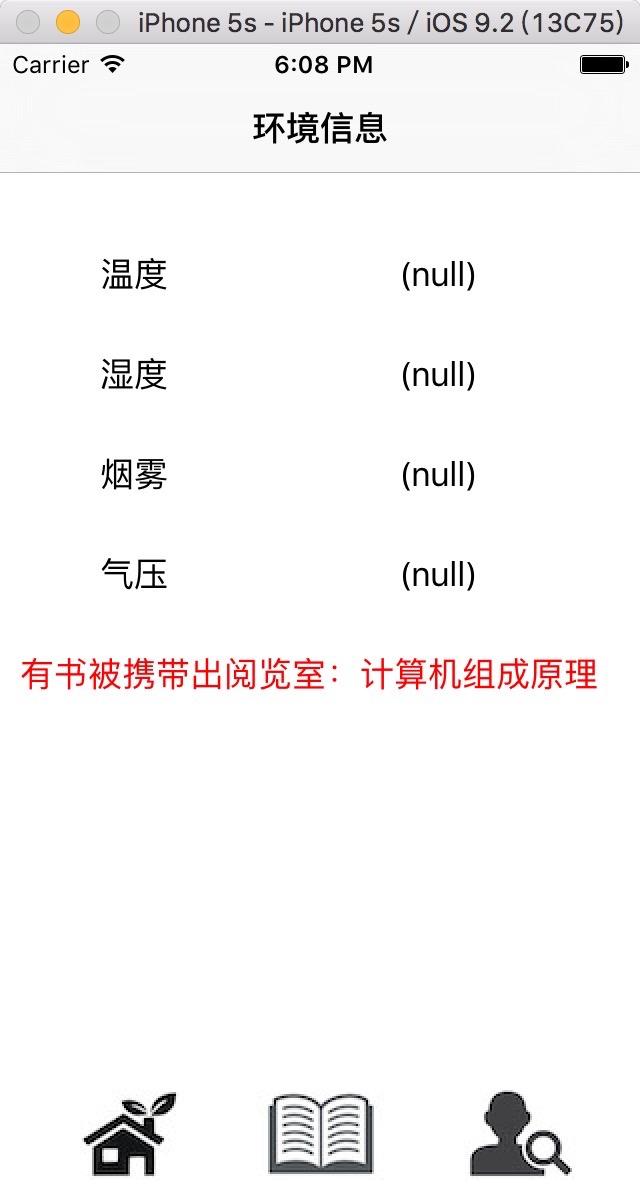 iPhone 5s - iPhone 5s / iOS 9.2 (13C75)
Carrier 6:08 PM
环境信息
温度 (null)
湿度 (null)
烟雾 (null)
气压 (null)
有书被携带出阅览室：计算机组成原理